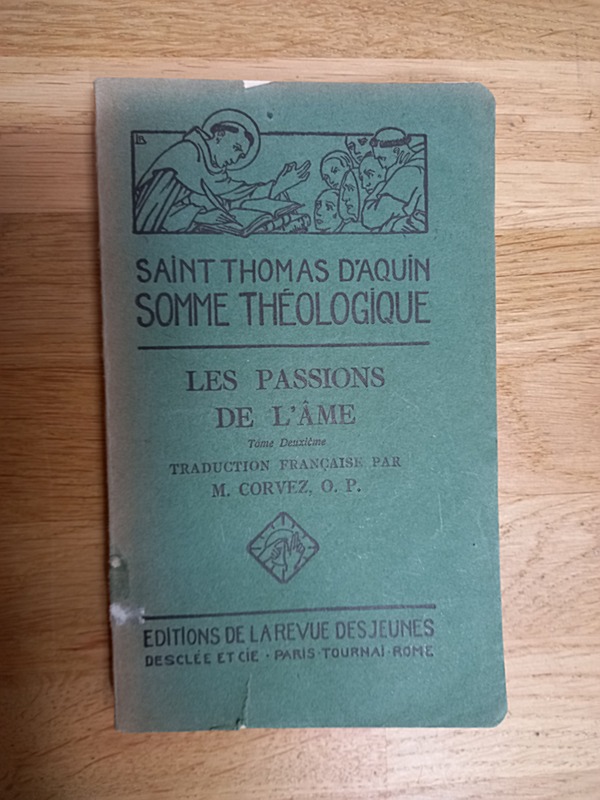 SAINT THOMAS D'AQUIN
SOMME THÉOLOGIQUE
LES PASSIONS
DE L'ÂME
Tome Deuxième
TRADUCTION FRANÇAISE PAR
M. CORVEZ, O. P.
EDITIONS DE LA REVUE DES JEUNES
DESCLÉE ET CIE · PARIS · TOURNAI · ROME